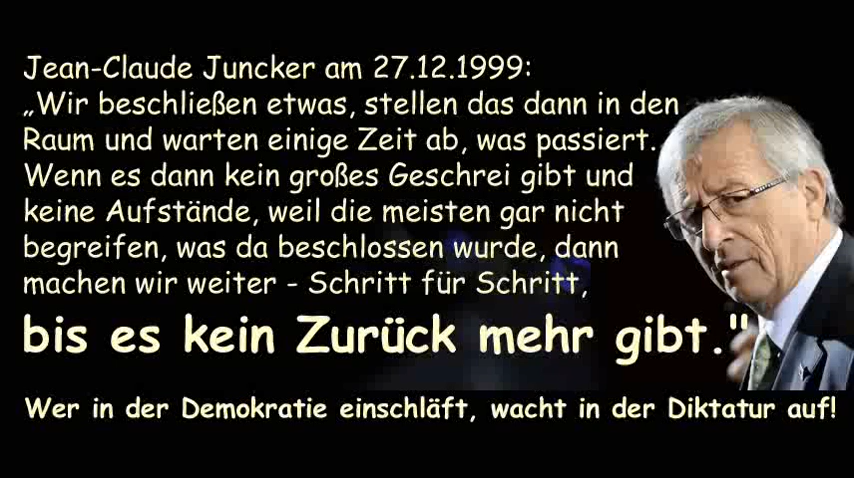 Jean-Claude Juncker am 27.12.1999:
„Wir beschließen etwas, stellen das dann in den
Raum und warten einige Zeit ab, was passiert.
Wenn es dann kein großes Geschrei gibt und
keine Aufstände, weil die meisten gar nicht
begreifen, was da beschlossen wurde, dann
machen wir weiter - Schritt für Schritt,
bis es kein Zurück mehr gibt."
Wer in der Demokratie einschläft, wacht in der Diktatur auf!